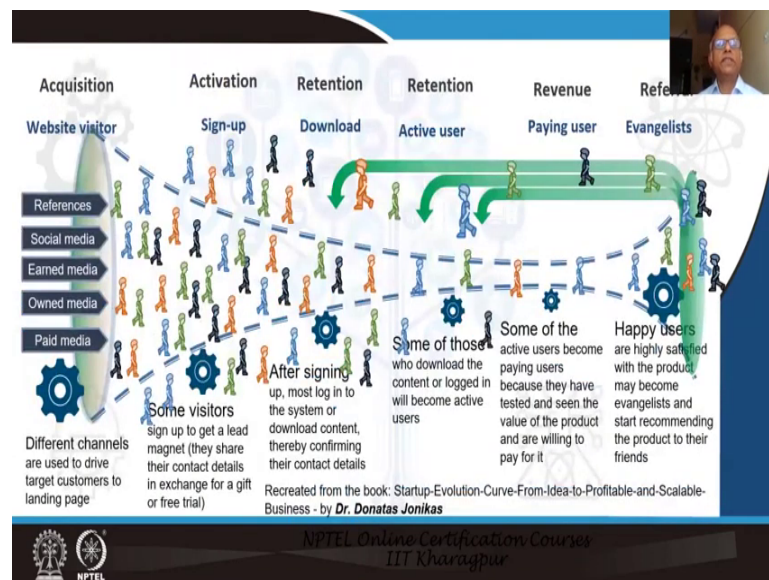 Acquisition
Activation
Retention
Retention
Revenue
Website visitor
Sign-up
Download
Active user
Paying user
Evangelists
References
Social media
Earned media
Owned media
Paid media
Different channels
are used to drive
target customers to
landing page
Some visitors
sign up to get a lead
magnet (they share
their contact details
in exchange for a gift
or free trial)
After signing
up, most log in to
the system or
download content,
thereby confirming
their contact details
Some of those
who download the
content or logged in
will become active
users
Some of the
active users become
paying users
because they have
tested and seen the
value of the product
and are willing to
pay for it
Happy users
are highly satisfied
with the product
may become
evangelists and
start recommending
the product to their
friends
Recreated from the book: Startup-Evolution-Curve-From-Idea-to-Profitable-and-Scalable-
Business - by Dr. Donatas Jonikas
NPTEL
NPTEL Online Certification Courses
IIT Kharagpur